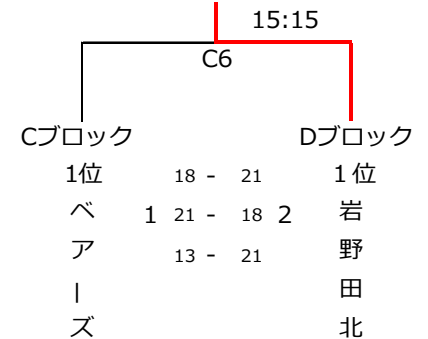 15:15
C6
Cブロック Dブロック
1位 18 - 21 １位
ベアーズ 1 21 - 18 2 岩野田北
13 - 21